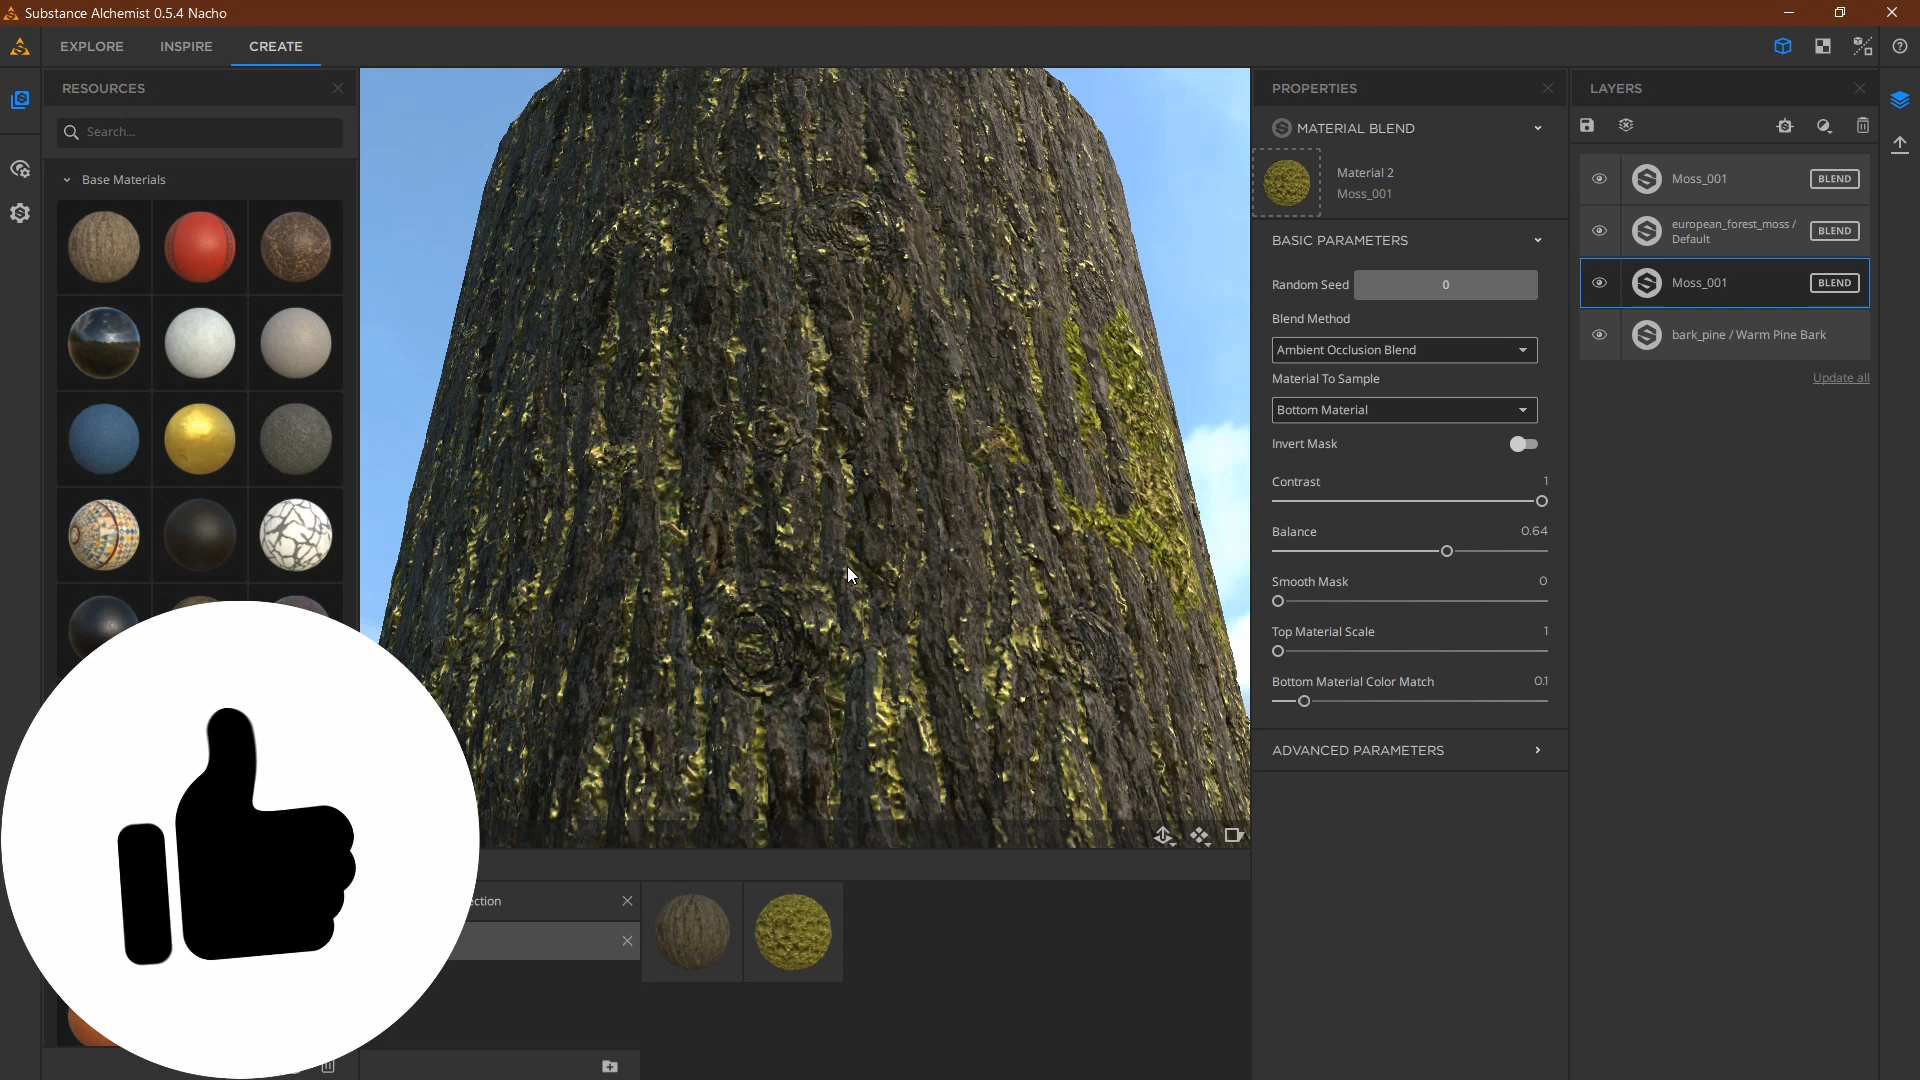 Substance Alchemist 0.5.4 Nacho
EXPLORE
INSPIRE
CREATE
RESOURCES
Search...
Base Materials
ction
PROPERTIES
MATERIAL BLEND
Material 2
Moss_001
BASIC PARAMETERS
Random Seed 0
Blend Method
Ambient Occlusion Blend
Material To Sample
Bottom Material
Invert Mask
Contrast 1
Balance 0.64
Smooth Mask 0
Top Material Scale 1
Bottom Material Color Match 0.1
ADVANCED PARAMETERS
LAYERS
Moss_001 BLEND
european_forest_moss /
Default BLEND
Moss_001 BLEND
bark_pine / Warm Pine Bark
Update all